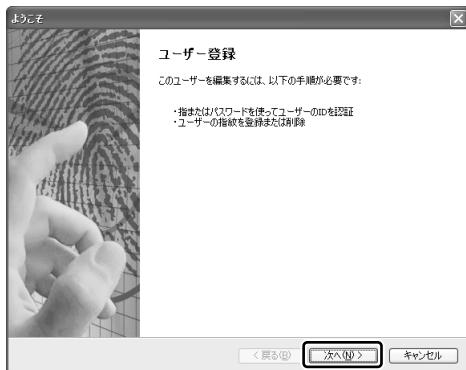 ようこそ
ユーザー登録
このユーザーを編集するには、以下の手順が必要です:
・指またはパスワードを使ってユーザーのIDを認証
・ユーザーの指紋を登録または削除
< 戻る(B)
次へ(N) >
キャンセル